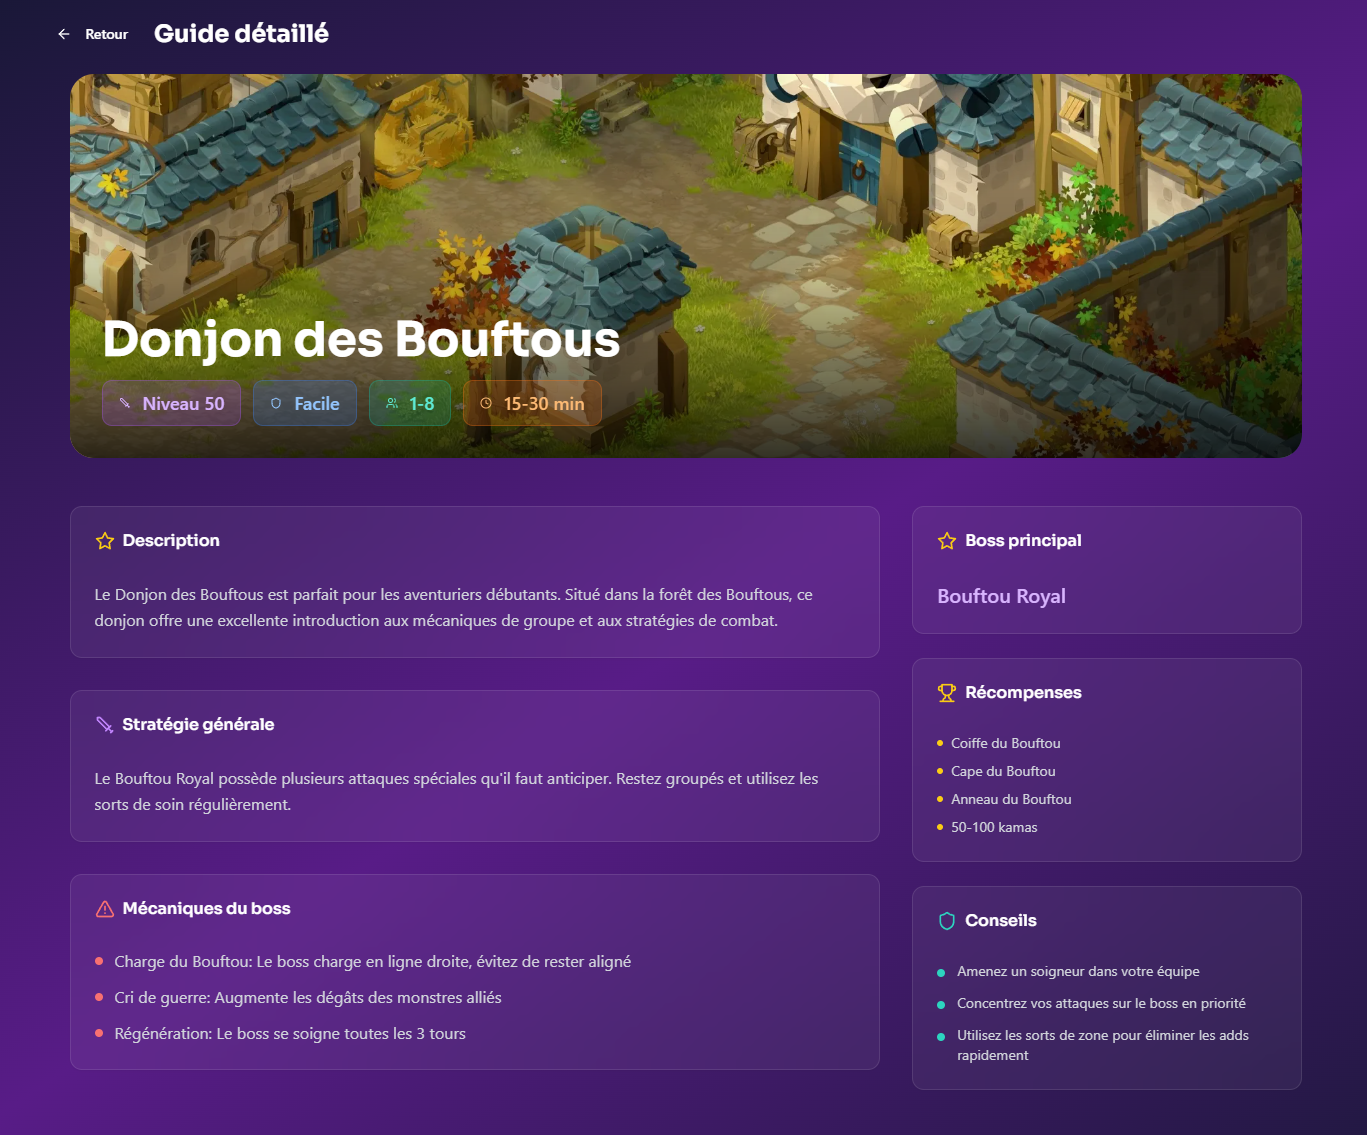 Retour
Guide détaillé
Donjon des Bouftous
Niveau 50
Facile
1-8
15-30 min
Description
Le Donjon des Bouftous est parfait pour les aventuriers débutants. Situé dans la forêt des Bouftous, ce
donjon offre une excellente introduction aux mécaniques de groupe et aux stratégies de combat.
Stratégie générale
Le Bouftou Royal possède plusieurs attaques spéciales qu'il faut anticiper. Restez groupés et utilisez les
sorts de soin régulièrement.
Mécaniques du boss
Charge du Bouftou: Le boss charge en ligne droite, évitez de rester aligné
Cri de guerre: Augmente les dégâts des monstres alliés
Régénération: Le boss se soigne toutes les 3 tours
Boss principal
Bouftou Royal
Récompenses
Coiffe du Bouftou
Cape du Bouftou
Anneau du Bouftou
50-100 kamas
Conseils
Amenez un soigneur dans votre équipe
Concentrez vos attaques sur le boss en priorité
Utilisez les sorts de zone pour éliminer les adds
rapidement